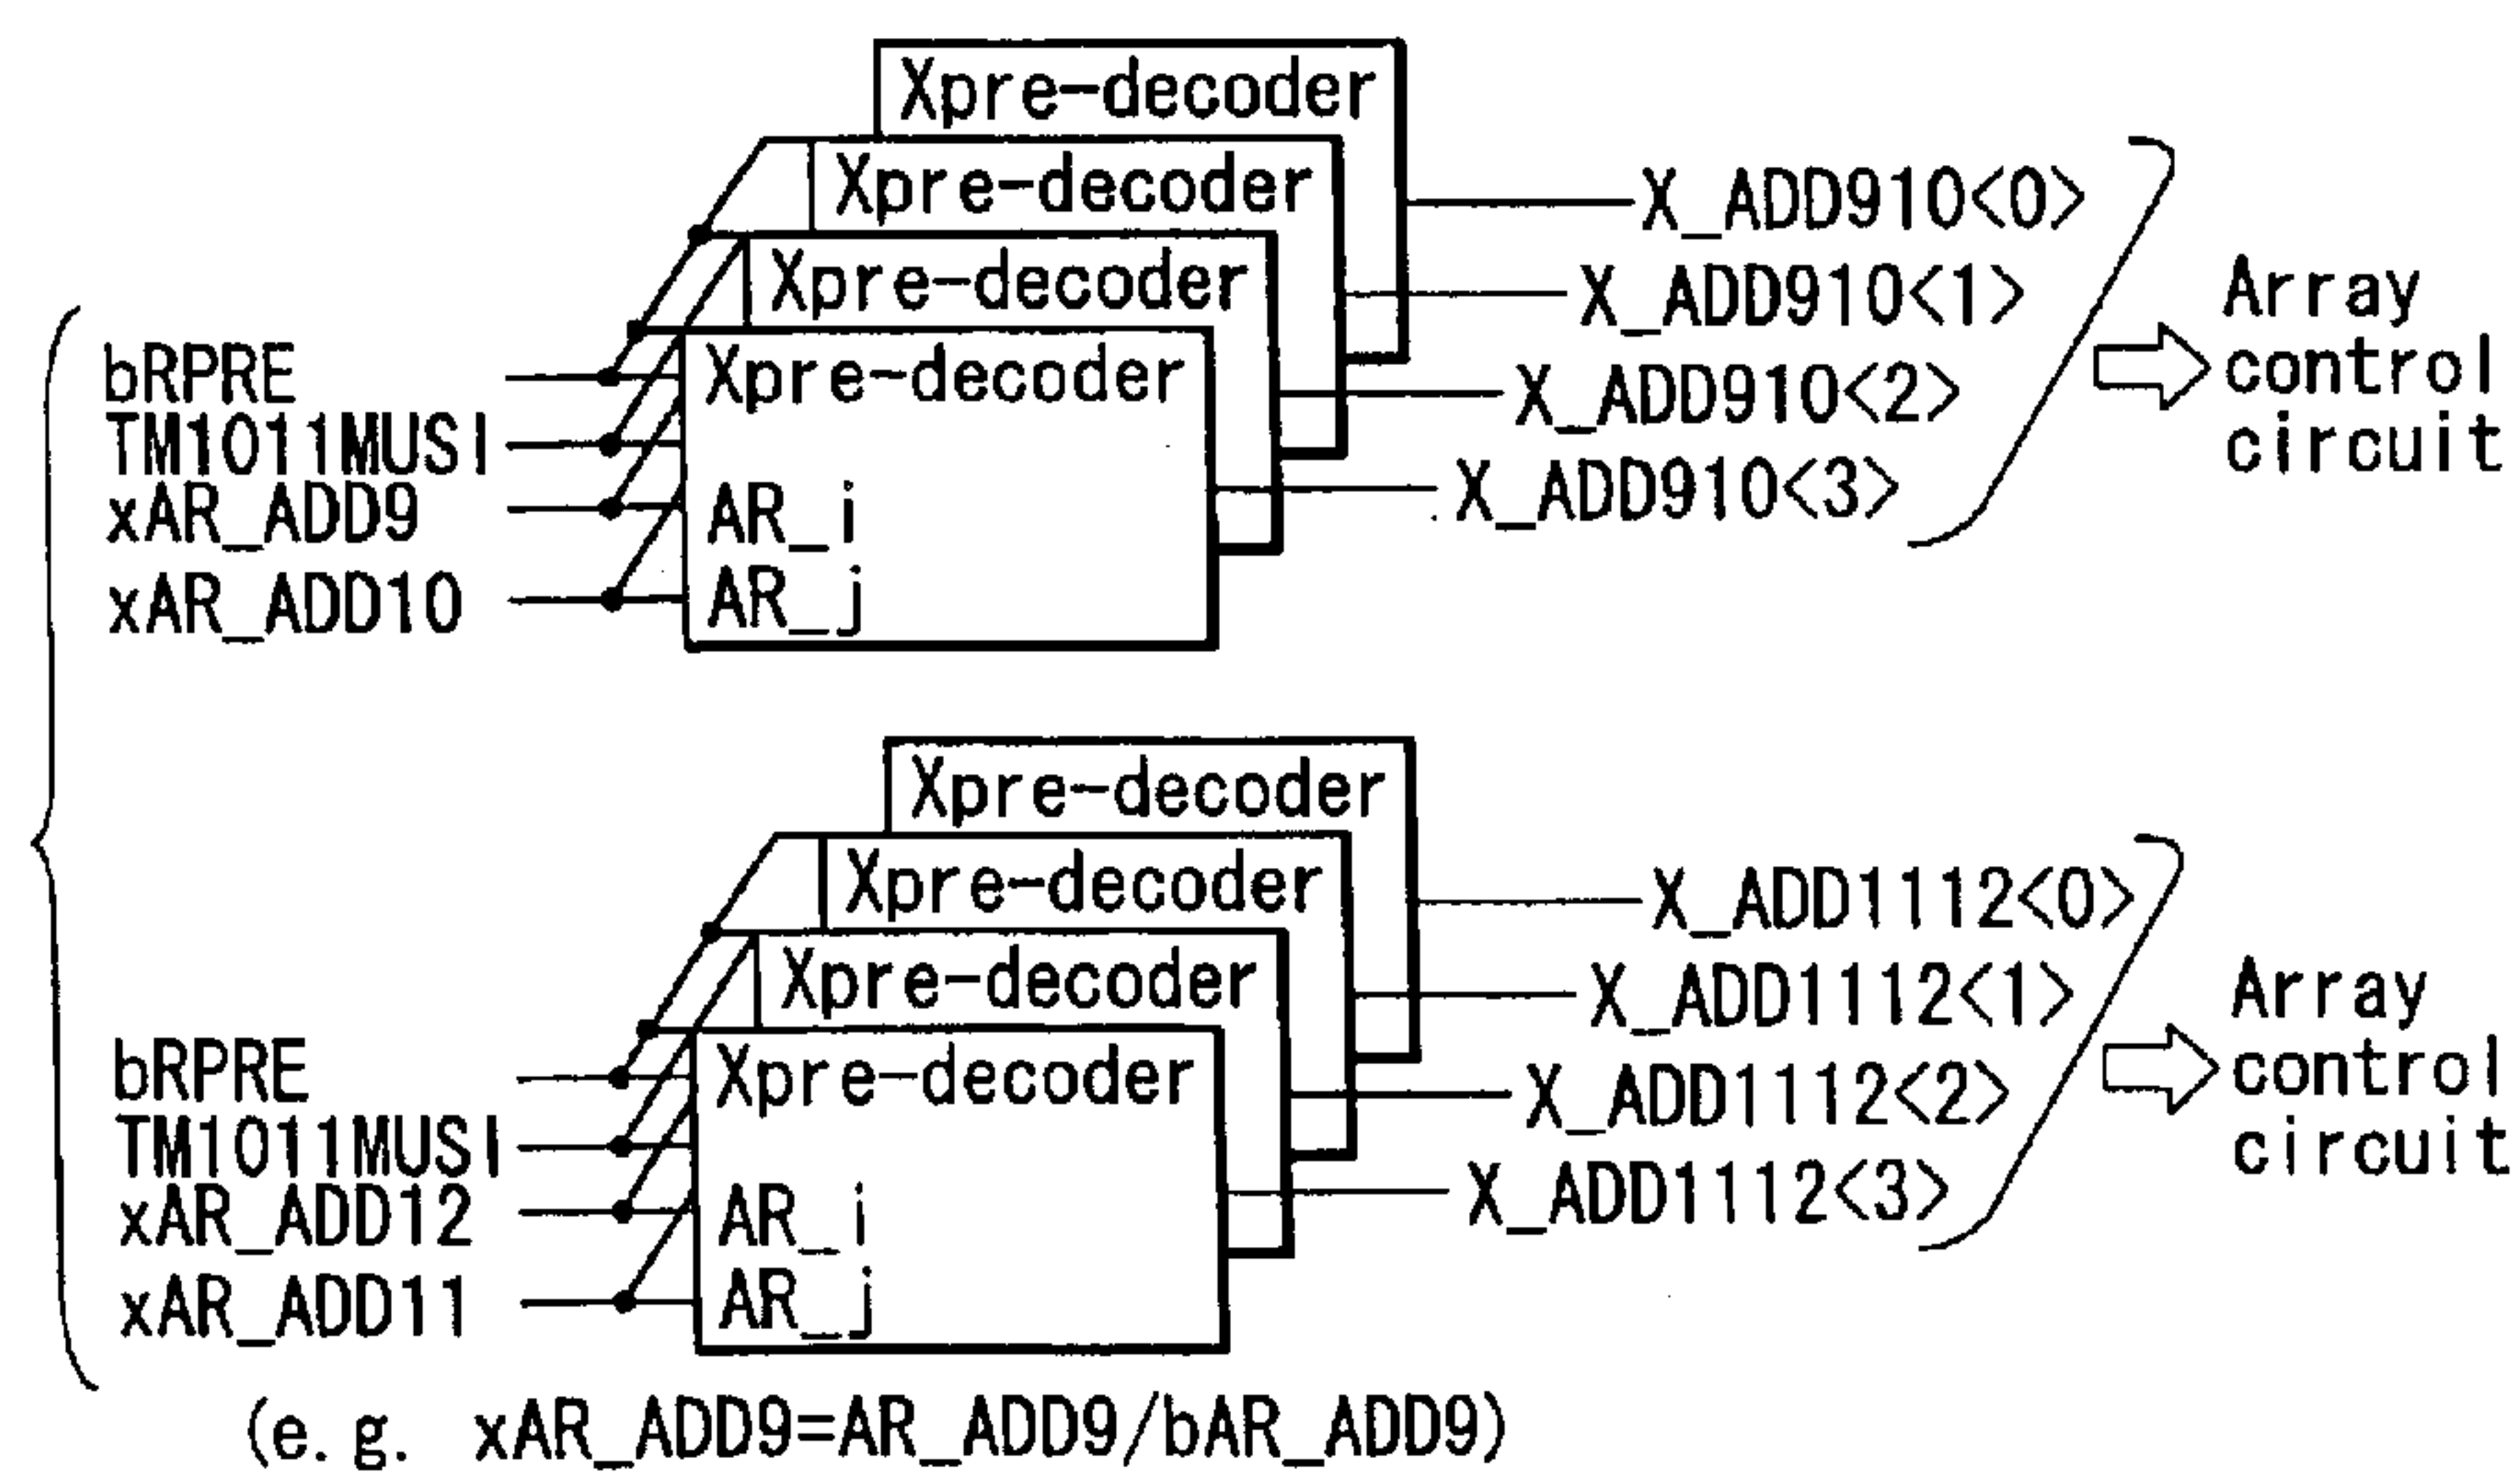 Xpre-decoder
Xpre-decoder
Xpre-decoder
Xpre-decoder
bRPRE
TM1011MUSI
xAR_ADD9
xAR_ADD10
AR_i
AR_j
X_ADD910<0>
X_ADD910<1>
X_ADD910<2>
X_ADD910<3>
Array
control
circuit
Xpre-decoder
Xpre-decoder
Xpre-decoder
Xpre-decoder
bRPRE
TM1011MUSI
xAR_ADD12
xAR_ADD11
AR_i
AR_j
X_ADD1112<0>
X_ADD1112<1>
X_ADD1112<2>
X_ADD1112<3>
Array
control
circuit
(e.g. xAR_ADD9=AR_ADD9/bAR_ADD9)